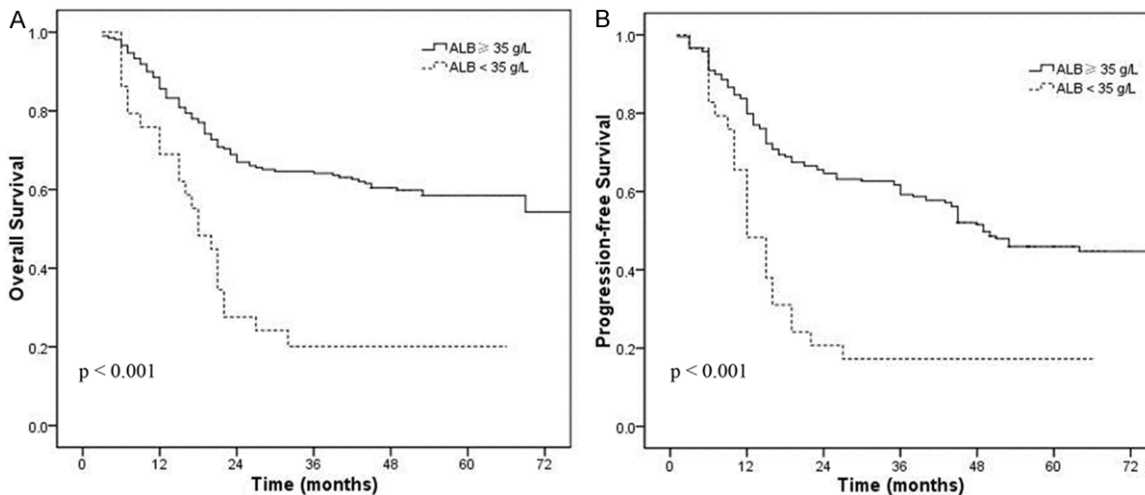 A
ALB ⩾ 35 g/L
ALB < 35 g/L
Overall Survival
1.0
0.8
0.6
0.4
0.2
0.0
p < 0.001
0 12 24 36 48 60 72
Time (months)
B
ALB ⩾ 35 g/L
ALB < 35 g/L
Progression-free Survival
1.0
0.8
0.6
0.4
0.2
0.0
p < 0.001
0 12 24 36 48 60 72
Time (months)